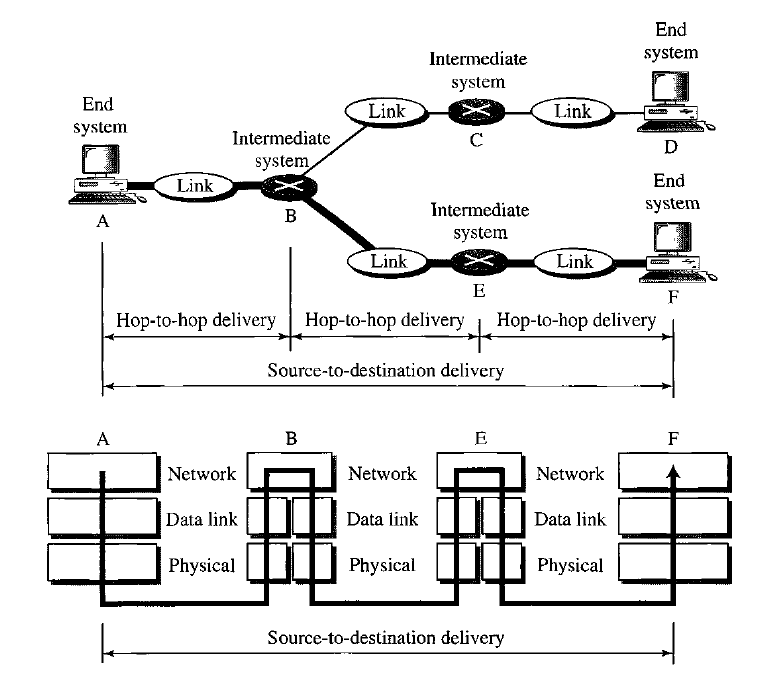 End
system
Intermediate
system
Link
Link
C
D
End
system
Intermediate
system
Link
A
B
End
system
Intermediate
system
Link
Link
E
F
Hop-to-hop delivery
Hop-to-hop delivery
Hop-to-hop delivery
Source-to-destination delivery
A
B
E
F
Network
Network
Network
Data link
Data link
Data link
Physical
Physical
Physical
Source-to-destination delivery